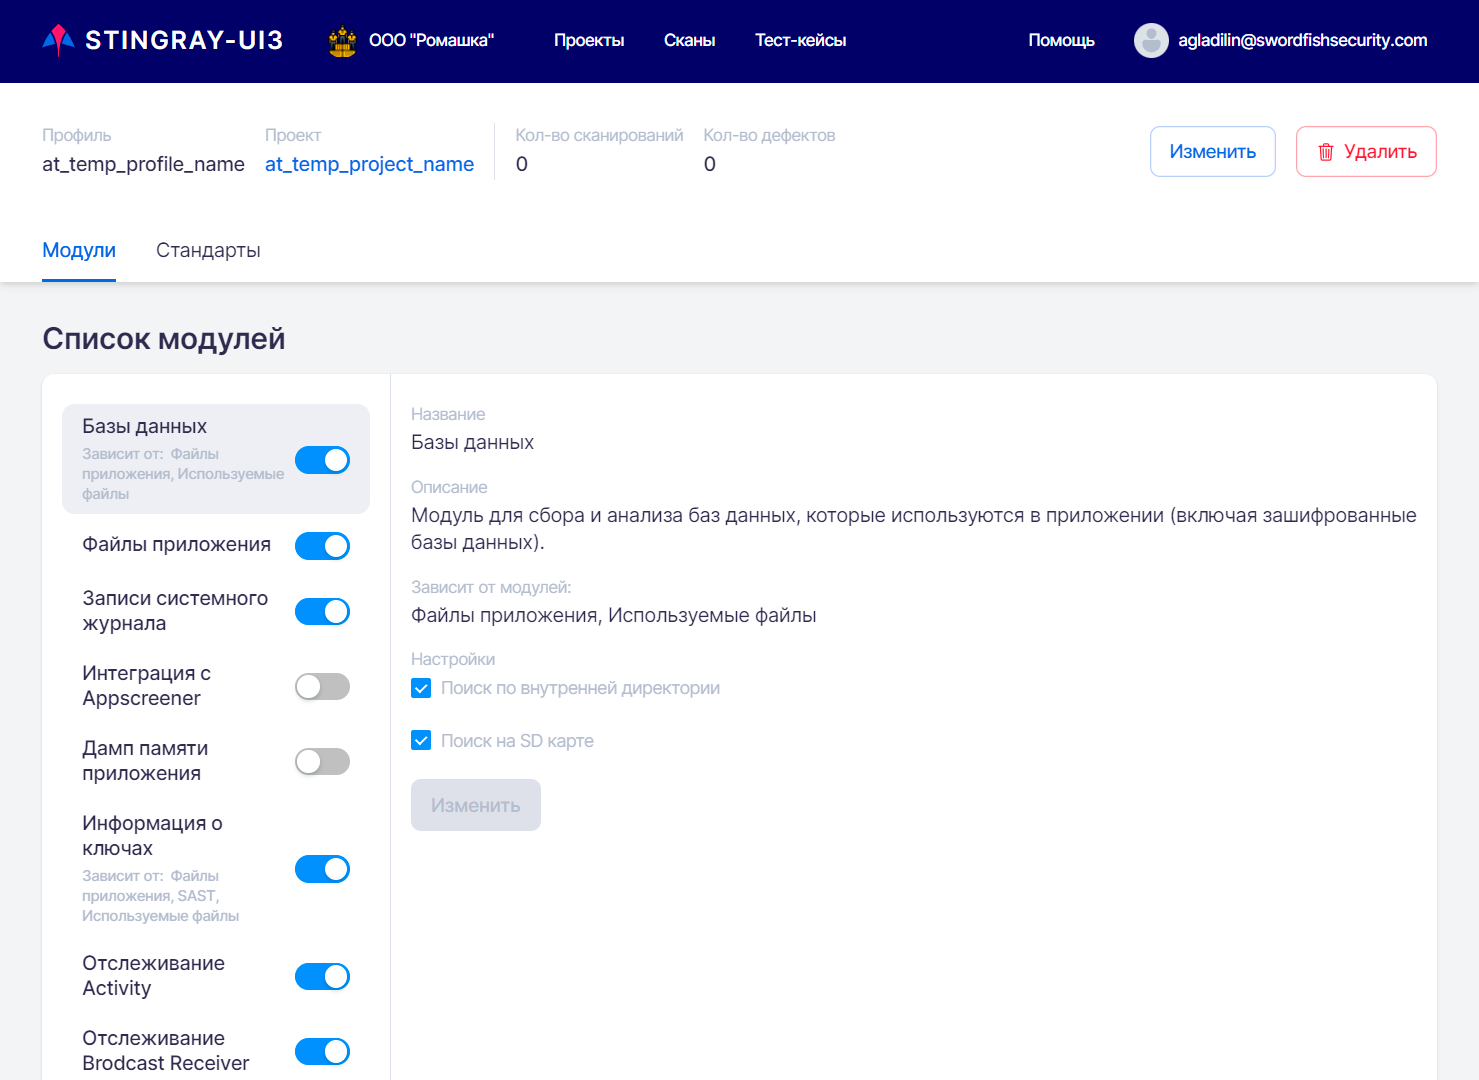 STINGRAY-UI3
ООО "Ромашка"
Проекты
Сканы
Тест-кейсы
Помощь
agladilin@swordfishsecurity.com
Профиль
at_temp_profile_name
Проект
at_temp_project_name
Кол-во сканирований
0
Кол-во дефектов
0
Изменить
Удалить
Модули
Стандарты
Список модулей
Базы данных
Зависит от: Файлы
приложения, Используемые
файлы
Файлы приложения
Записи системного
журнала
Интеграция с
Appscreener
Дамп памяти
приложения
Информация о
ключах
Зависит от: Файлы
приложения, SAST,
Используемые файлы
Отслеживание
Activity
Отслеживание
Brodcast Receiver
Название
Базы данных
Описание
Модуль для сбора и анализа баз данных, которые используются в приложении (включая зашифрованные
базы данных).
Зависит от модулей:
Файлы приложения, Используемые файлы
Настройки
Поиск по внутренней директории
Поиск на SD карте
Изменить